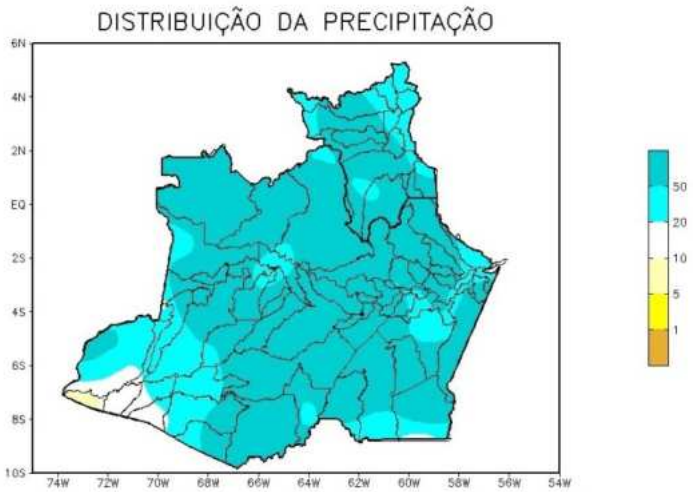 DISTRIBUIÇÃO DA PRECIPITAÇÃO
6N
4N
2N
EQ
2S
4S
6S
8S
10S
74W 72W 70W 68W 66W 64W 62W 60W 58W 56W 54W
50
20
10
5
1